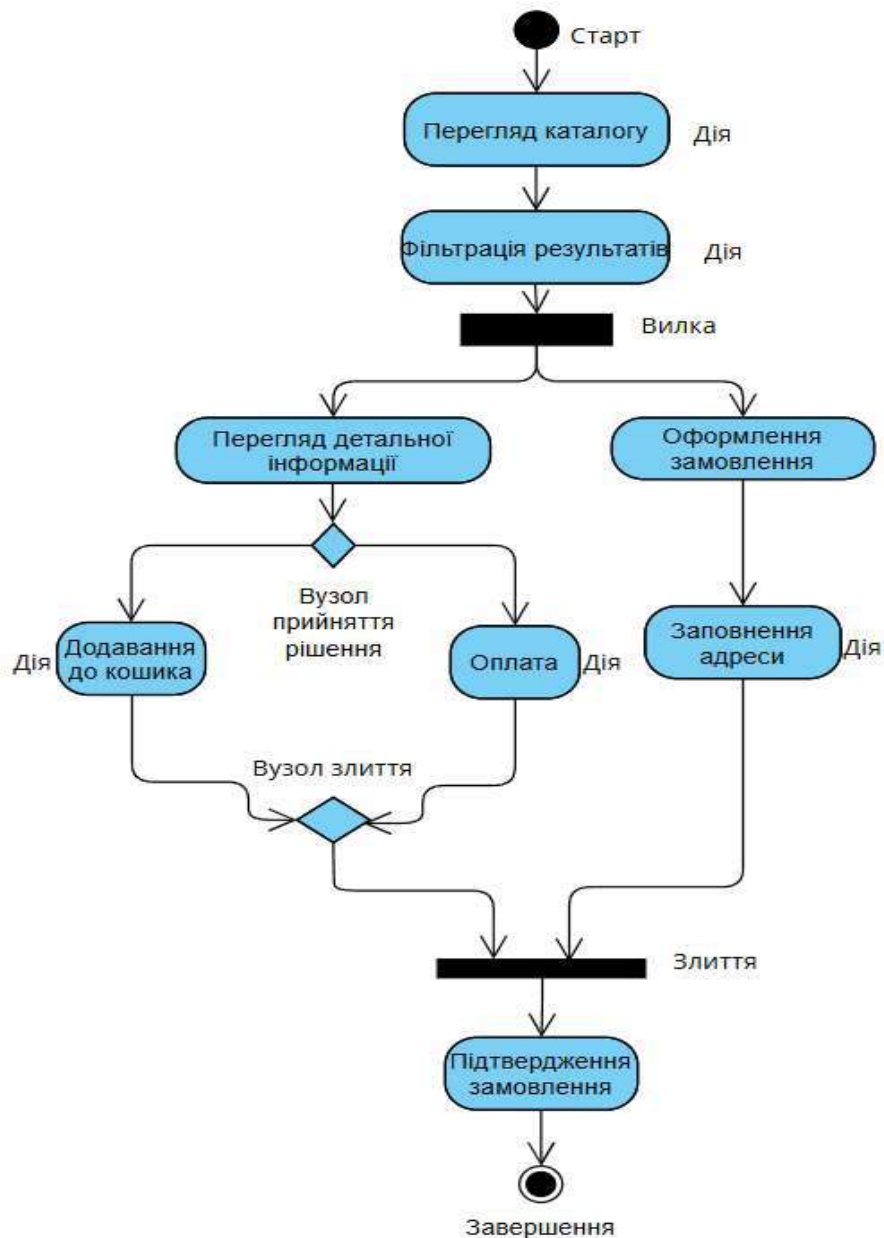 Старт
Перегляд каталогу
Дія
Фільтрація результатів
Дія
Вилка
Перегляд детальної
інформації
Оформлення
замовлення
Вузол
прийняття
рішення
Дія
Додавання
до кошика
Оплата
Дія
Заповнення
адреси
Дія
Вузол злиття
Злиття
Підтвердження
замовлення
Завершення